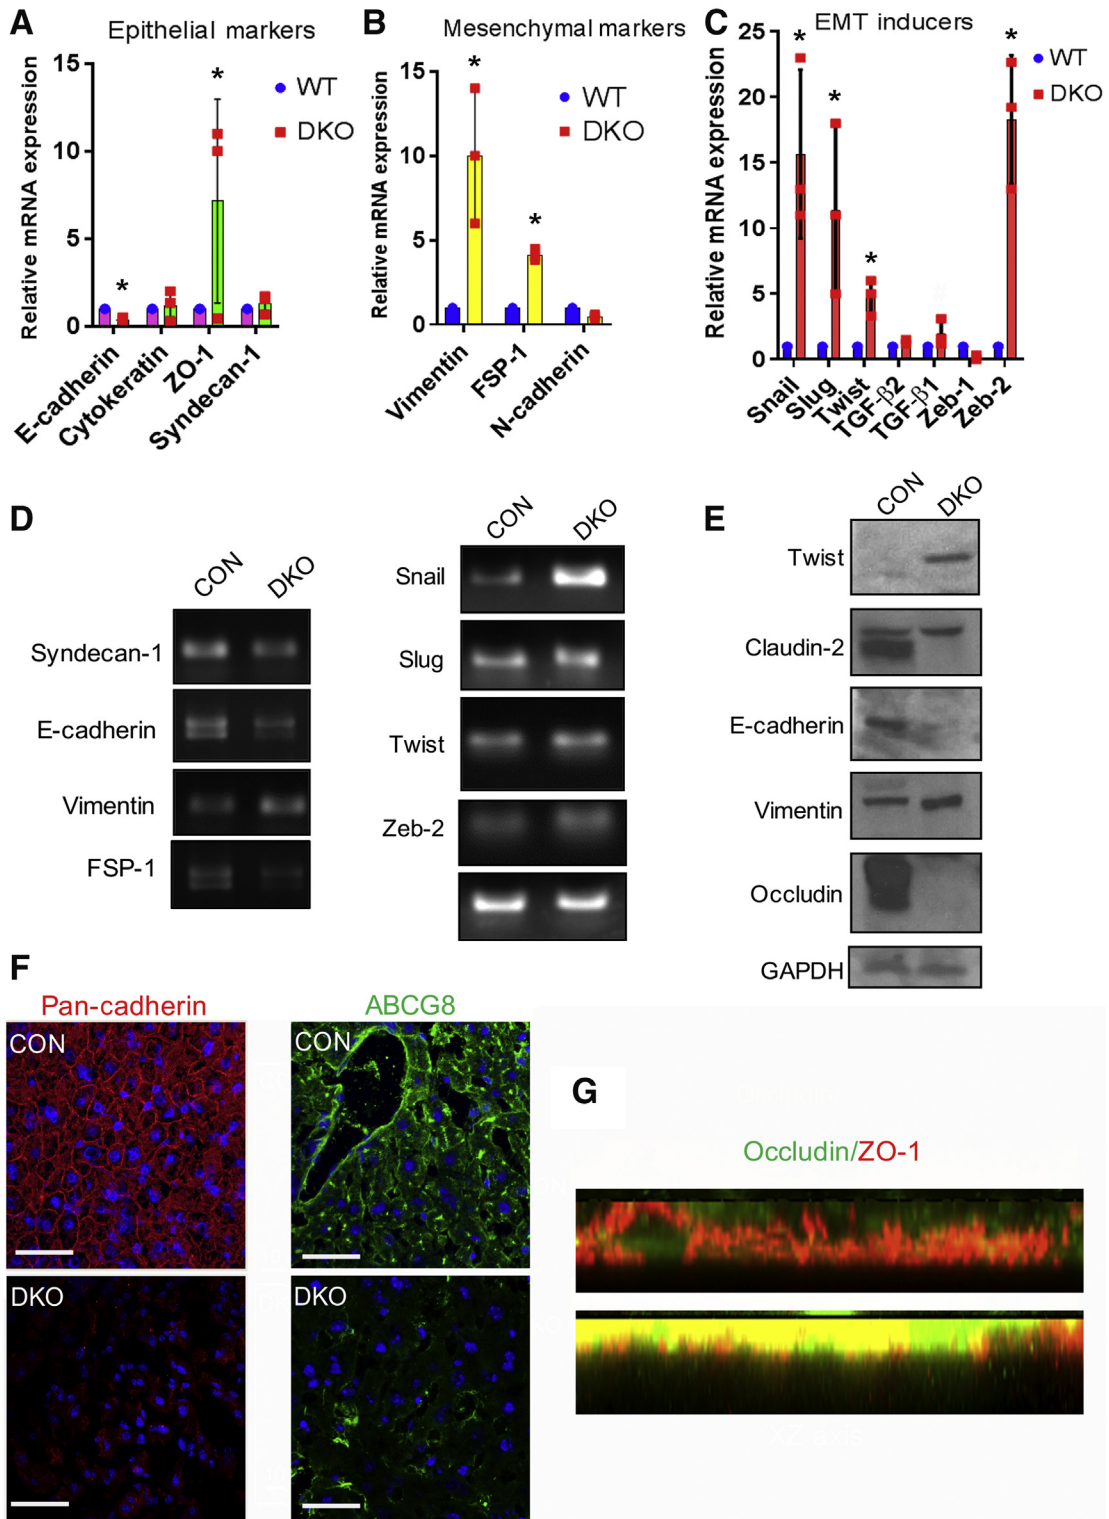 A
Epithelial markers
Relative mRNA expression
15
10
5
0
WT
DKO
*
*
E-cadherin
Cytokeratin
ZO-1
Syndecan-1
B
Mesenchymal markers
Relative mRNA expression
15
10
5
0
WT
DKO
*
*
Vimentin
FSP-1
N-cadherin
C
EMT inducers
Relative mRNA expression
25
20
15
10
5
0
WT
DKO
*
*
*
#
*
Snail
Slug
Twist
TGF-β2
TGF-β1
Zeb-1
Zeb-2
D
CON
DKO
Syndecan-1
E-cadherin
Vimentin
FSP-1
CON
DKO
Snail
Slug
Twist
Zeb-2
E
CON
DKO
Twist
Claudin-2
E-cadherin
Vimentin
Occludin
GAPDH
F
Pan-cadherin
CON
DKO
ABCG8
CON
DKO
G
Occludin/ZO-1
XZ axis